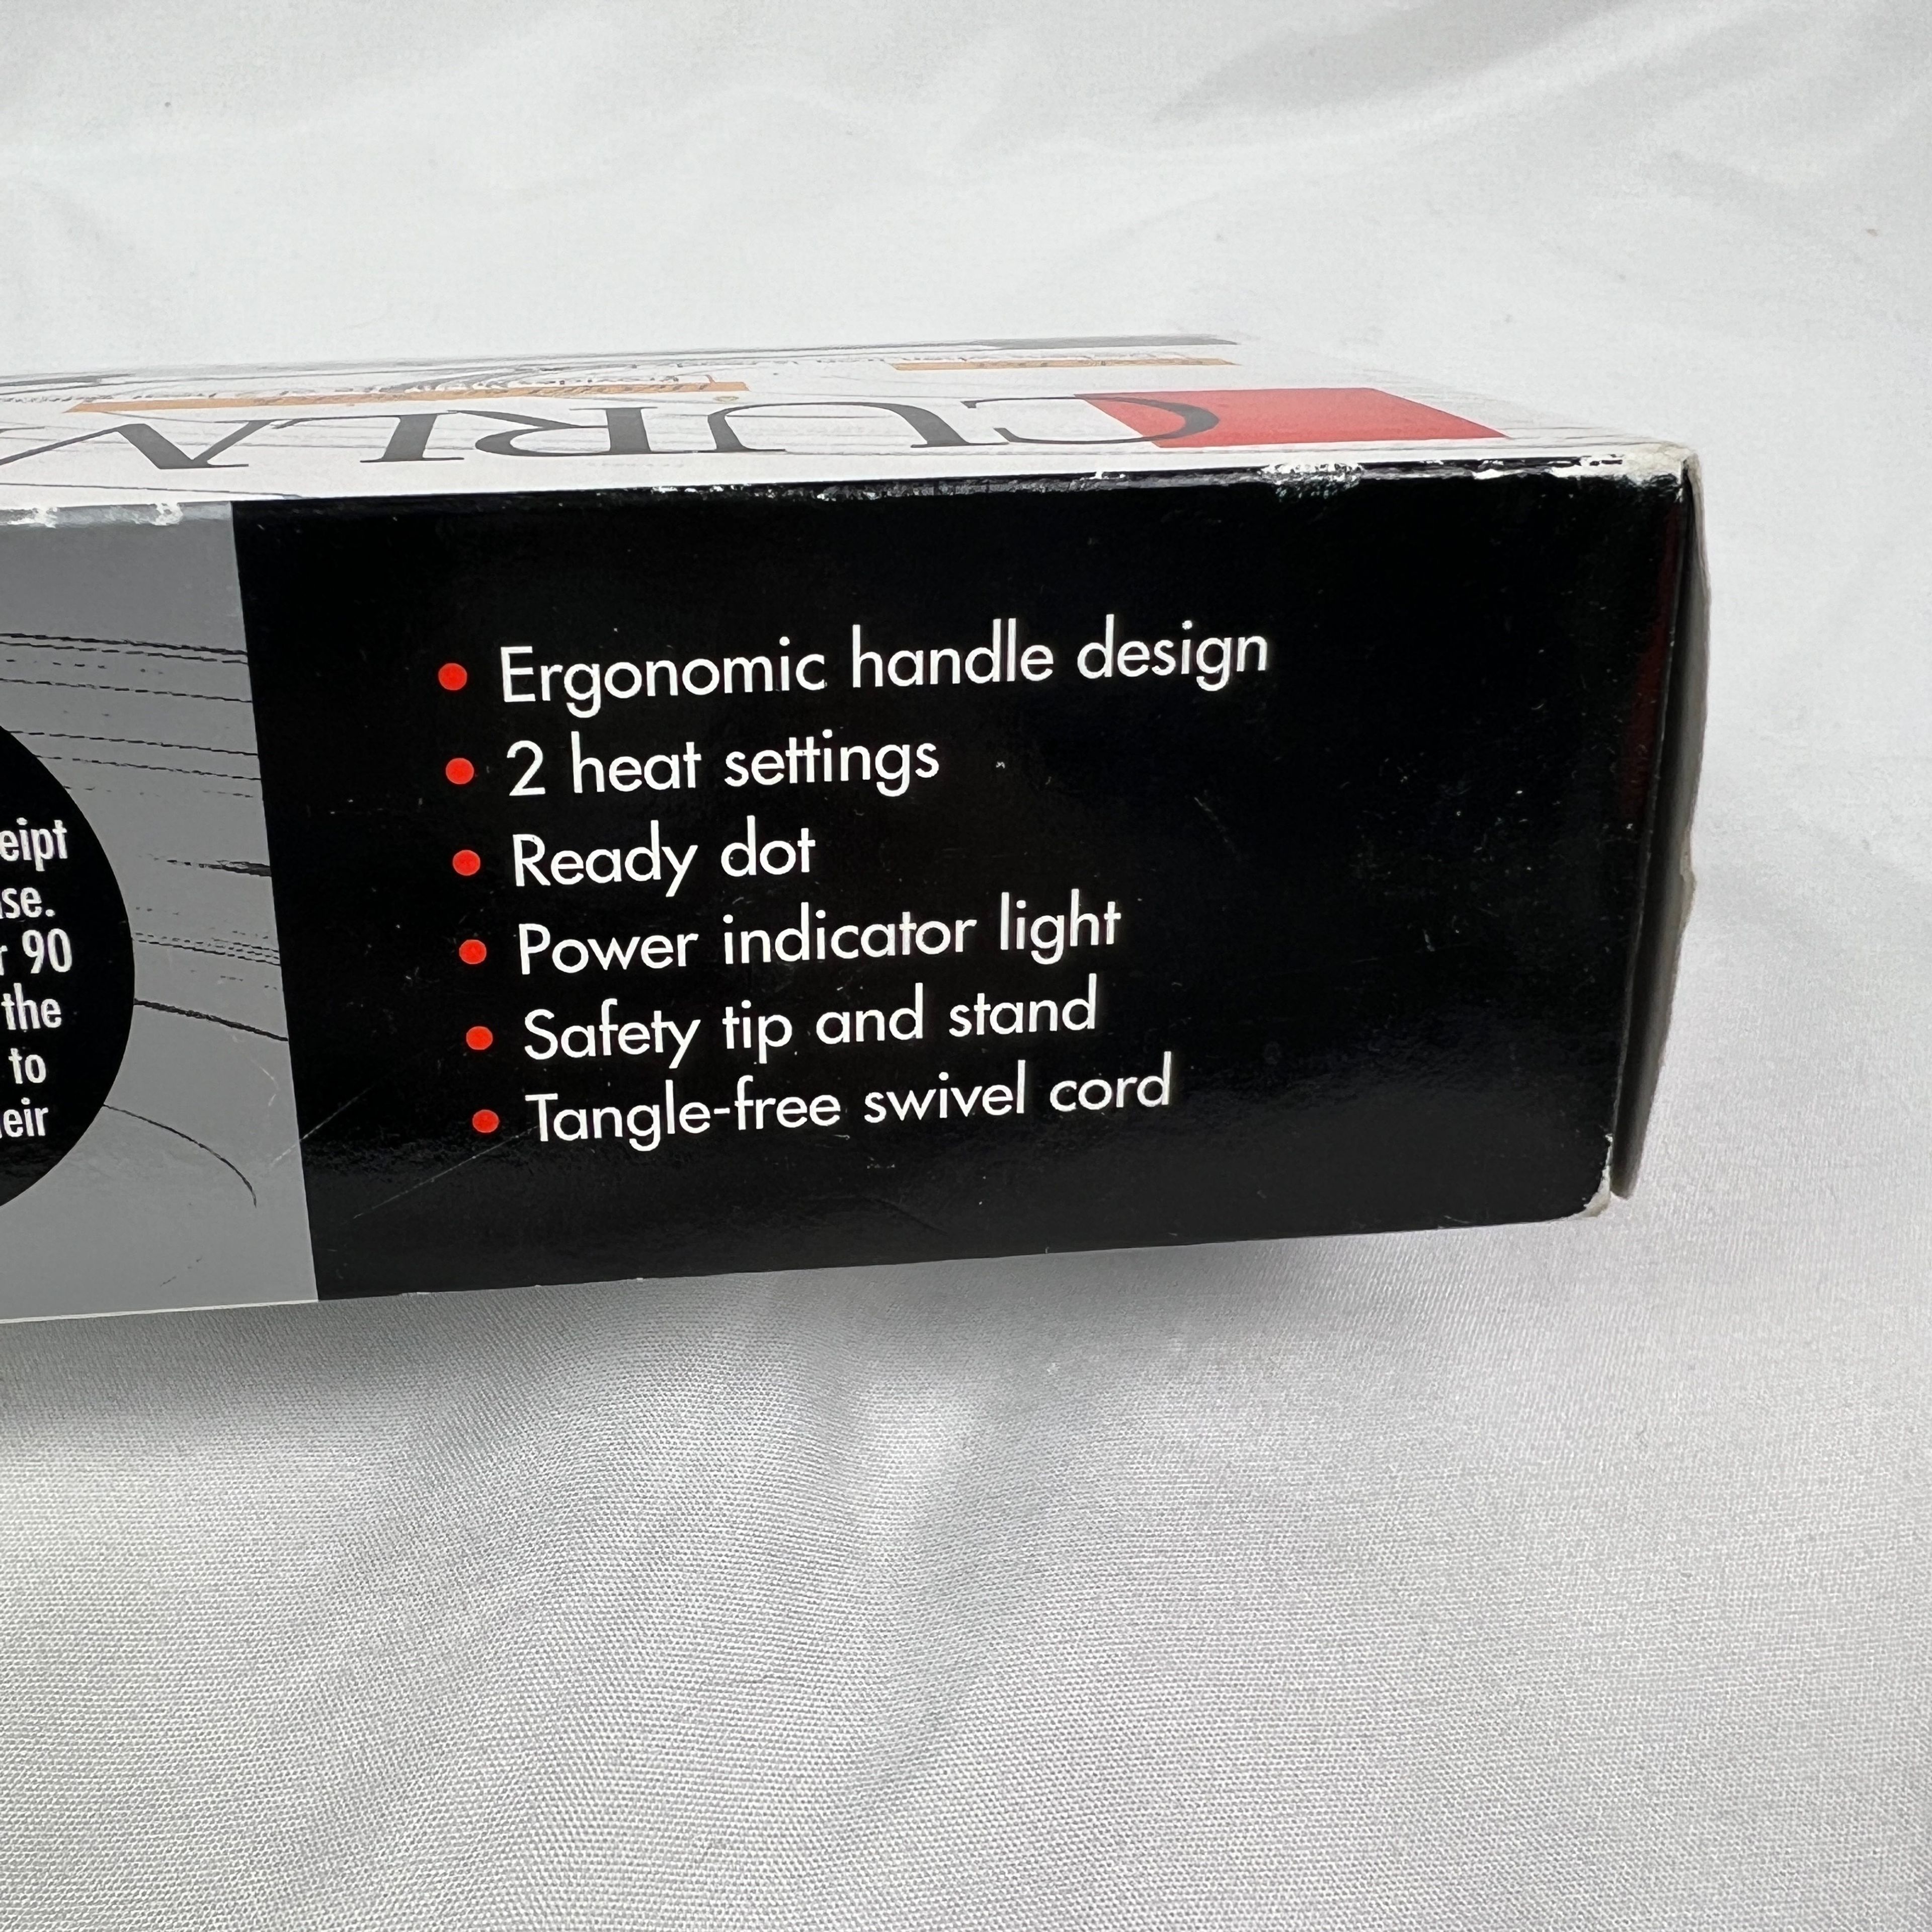 CURLA
Ergonomic handle design
2 heat settings
Ready dot
Power indicator light
Safety tip and stand
Tangle-free swivel cord
eipt
se.
r 90
the
to
eir